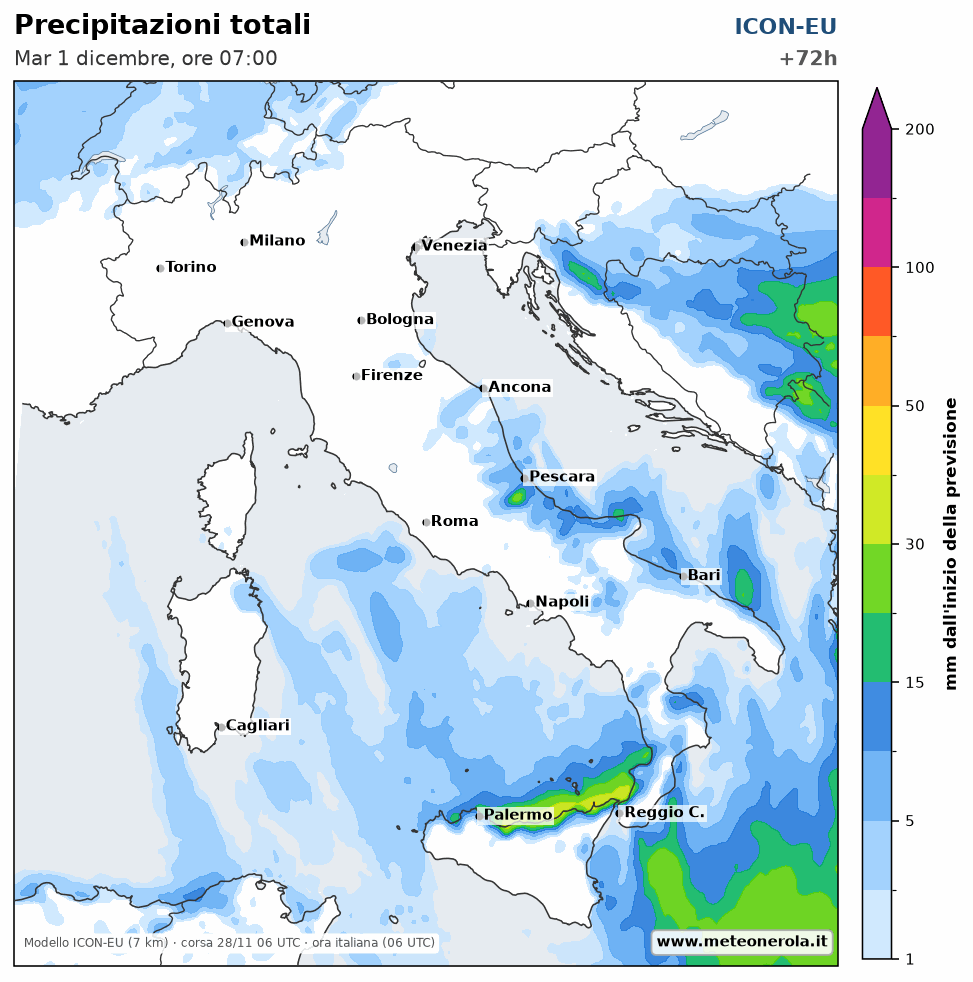 Precipitazioni totali
ICON-EU
Mar 1 dicembre, ore 07:00
+72h
200
100
50
30
15
5
1
mm dall'inizio della previsione
Milano
Venezia
Torino
Genova
Bologna
Firenze
Ancona
Pescara
Roma
Bari
Napoli
Cagliari
Palermo
Reggio C.
Modello ICON-EU (7 km) · corsa 28/11 06 UTC · ora italiana (06 UTC)
www.meteonerola.it